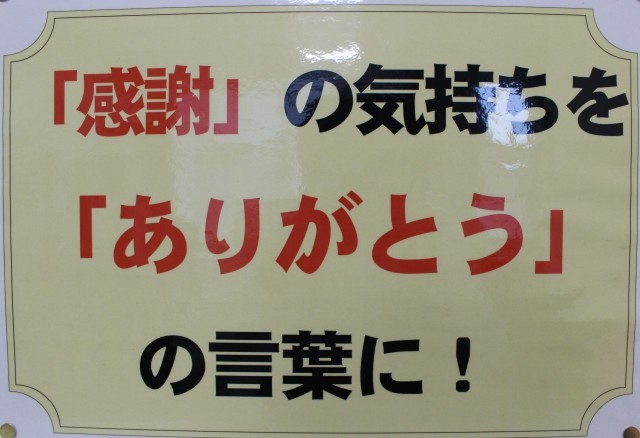 「感謝」の気持ちを
「ありがとう」
の言葉に！